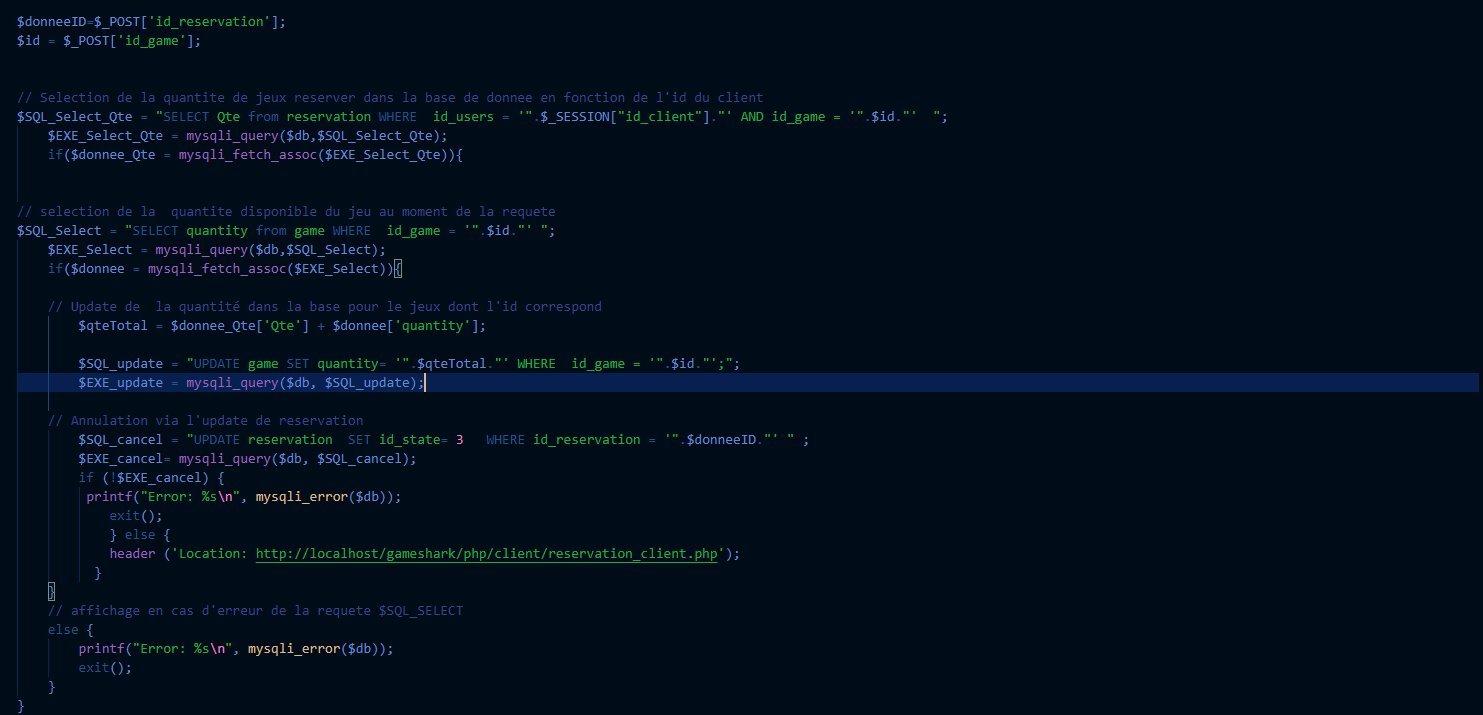 $donneeID=$_POST['id_reservation'];
$id = $_POST['id_game'];
// Selection de la quantite de jeux reserver dans la base de donnee en fonction de l'id du client
$SQL_Select_Qte = "SELECT Qte from reservation WHERE  id_users = '".$_SESSION["id_client"]."' AND id_game = '".$id."'  ";
$EXE_Select_Qte = mysqli_query($db,$SQL_Select_Qte);
if($donnee_Qte = mysqli_fetch_assoc($EXE_Select_Qte)){
// selection de la  quantite disponible du jeu au moment de la requete
$SQL_Select = "SELECT quantity from game WHERE  id_game = '".$id."' ";
$EXE_Select = mysqli_query($db,$SQL_Select);
if($donnee = mysqli_fetch_assoc($EXE_Select)){
// Update de  la quantité dans la base pour le jeux dont l'id correspond
$qteTotal = $donnee_Qte['Qte'] + $donnee['quantity'];
$SQL_update = "UPDATE game SET quantity= '".$qteTotal."' WHERE  id_game = '".$id."';";
$EXE_update = mysqli_query($db, $SQL_update);
// Annulation via l'update de reservation
$SQL_cancel = "UPDATE reservation  SET id_state= 3   WHERE id_reservation = '".$donneeID."' " ;
$EXE_cancel= mysqli_query($db, $SQL_cancel);
if (!$EXE_cancel) {
printf("Error: %s\n", mysqli_error($db));
exit();
} else {
header ('Location: http://localhost/gameshark/php/client/reservation_client.php');
}
}
// affichage en cas d'erreur de la requete $SQL_SELECT
else {
printf("Error: %s\n", mysqli_error($db));
exit();
}
}